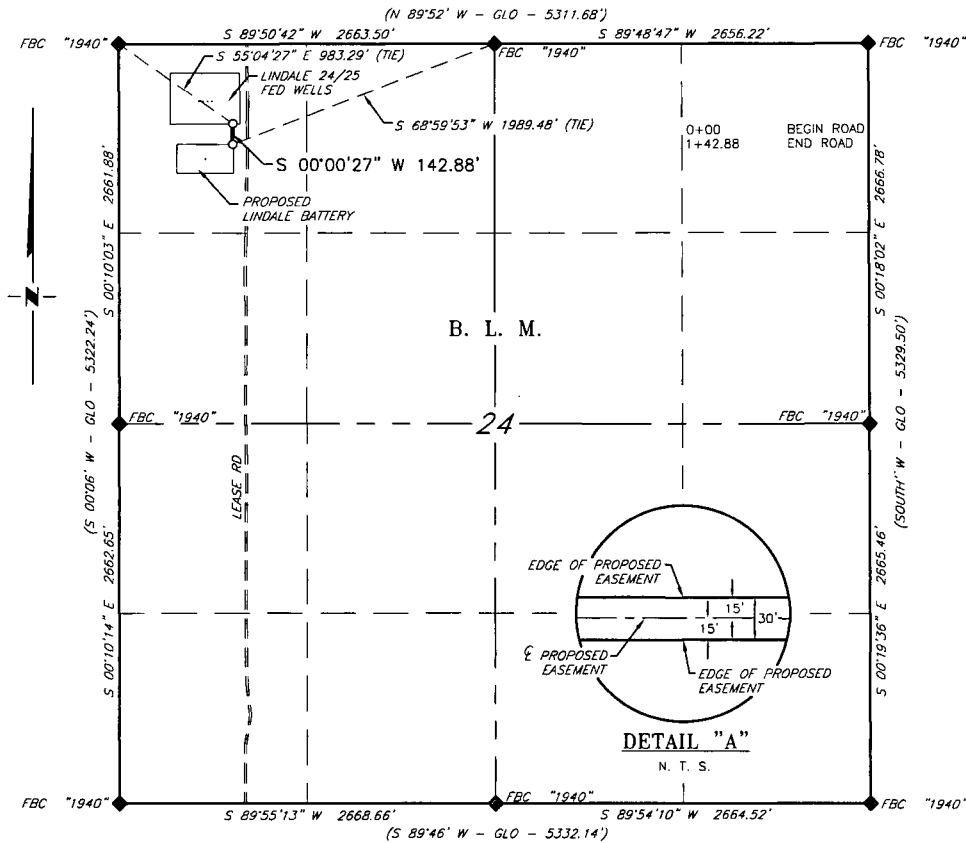 (N 89°52' W - GLO - 5311.68')
S 89°50'42" W 2663.50'
S 89°48'47" W 2656.22'
FBC "1940"
FBC "1940"
FBC "1940"
S 55°04'27" E 983.29' (TIE)
LINDALE 24/25
FED WELLS
S 68°59'53" W 1989.48' (TIE)
0+00 BEGIN ROAD
1+42.88 END ROAD
S 00°00'27" W 142.88'
PROPOSED
LINDALE BATTERY
S 00°10'03" E 2661.88'
S 00°18'02" E 2666.78'
N
B. L. M.
(S 00°06' W - GLO - 5322.24')
(SOUTH' W - GLO - 5329.50')
FBC "1940"
24
FBC "1940"
LEASE RD
S 00°10'14" E 2662.65'
S 00°19'36" E 2665.46'
EDGE OF PROPOSED
EASEMENT
15'
15'
30'
℄ PROPOSED
EASEMENT
EDGE OF PROPOSED
EASEMENT
DETAIL "A"
N. T. S.
FBC "1940"
FBC "1940"
FBC "1940"
S 89°55'13" W 2668.66'
S 89°54'10" W 2664.52'
(S 89°46' W - GLO - 5332.14')